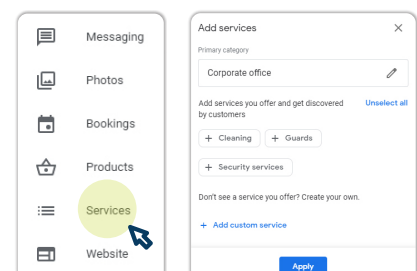 Messaging
Photos
Bookings
Products
Services
Website
Add services
Primary category
Corporate office
Add services you offer and get discovered
by customers
Unselect all
+ Cleaning
+ Guards
+ Security services
Don't see a service you offer? Create your own.
+ Add custom service
Apply